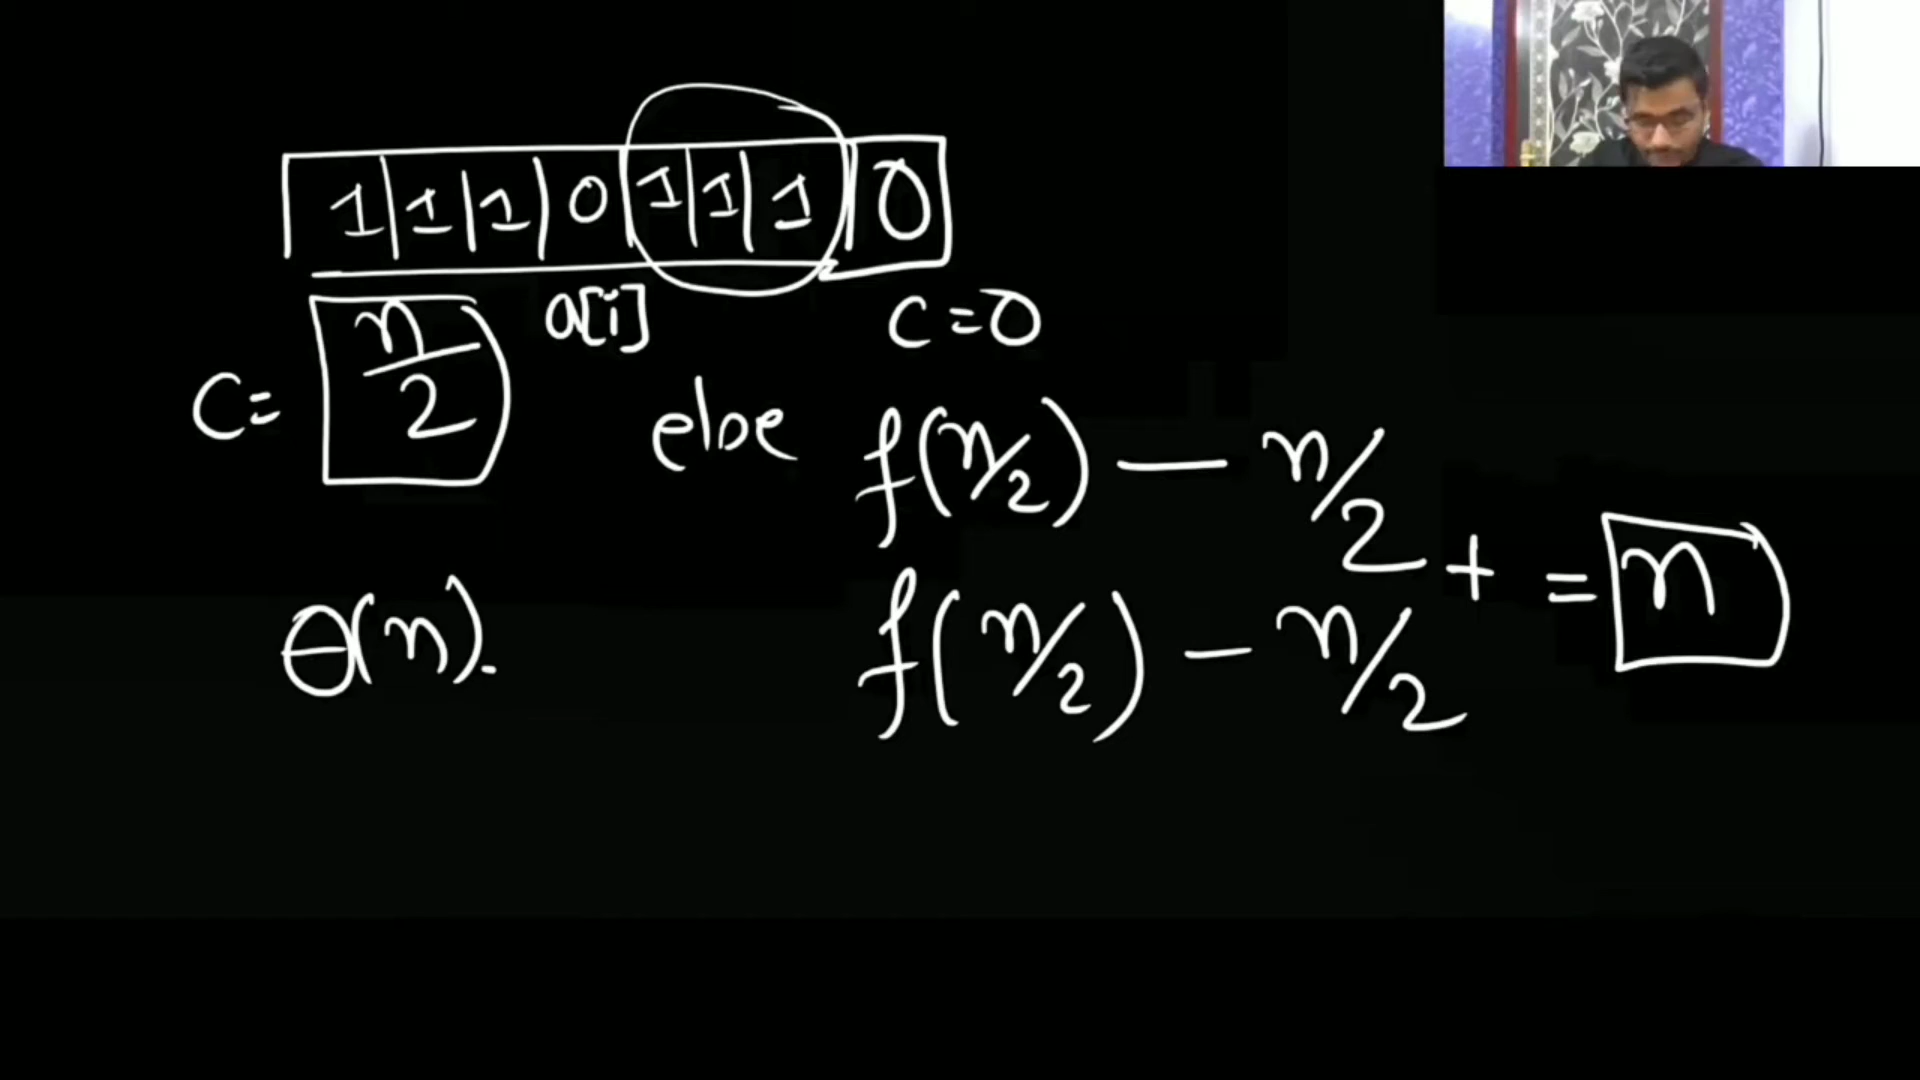 1|1|1|0|1|1|1|0
a[i]
C=0
C= n/2
else f(n/2) — n/2
+ = n
θ(n).
f(n/2) — n/2